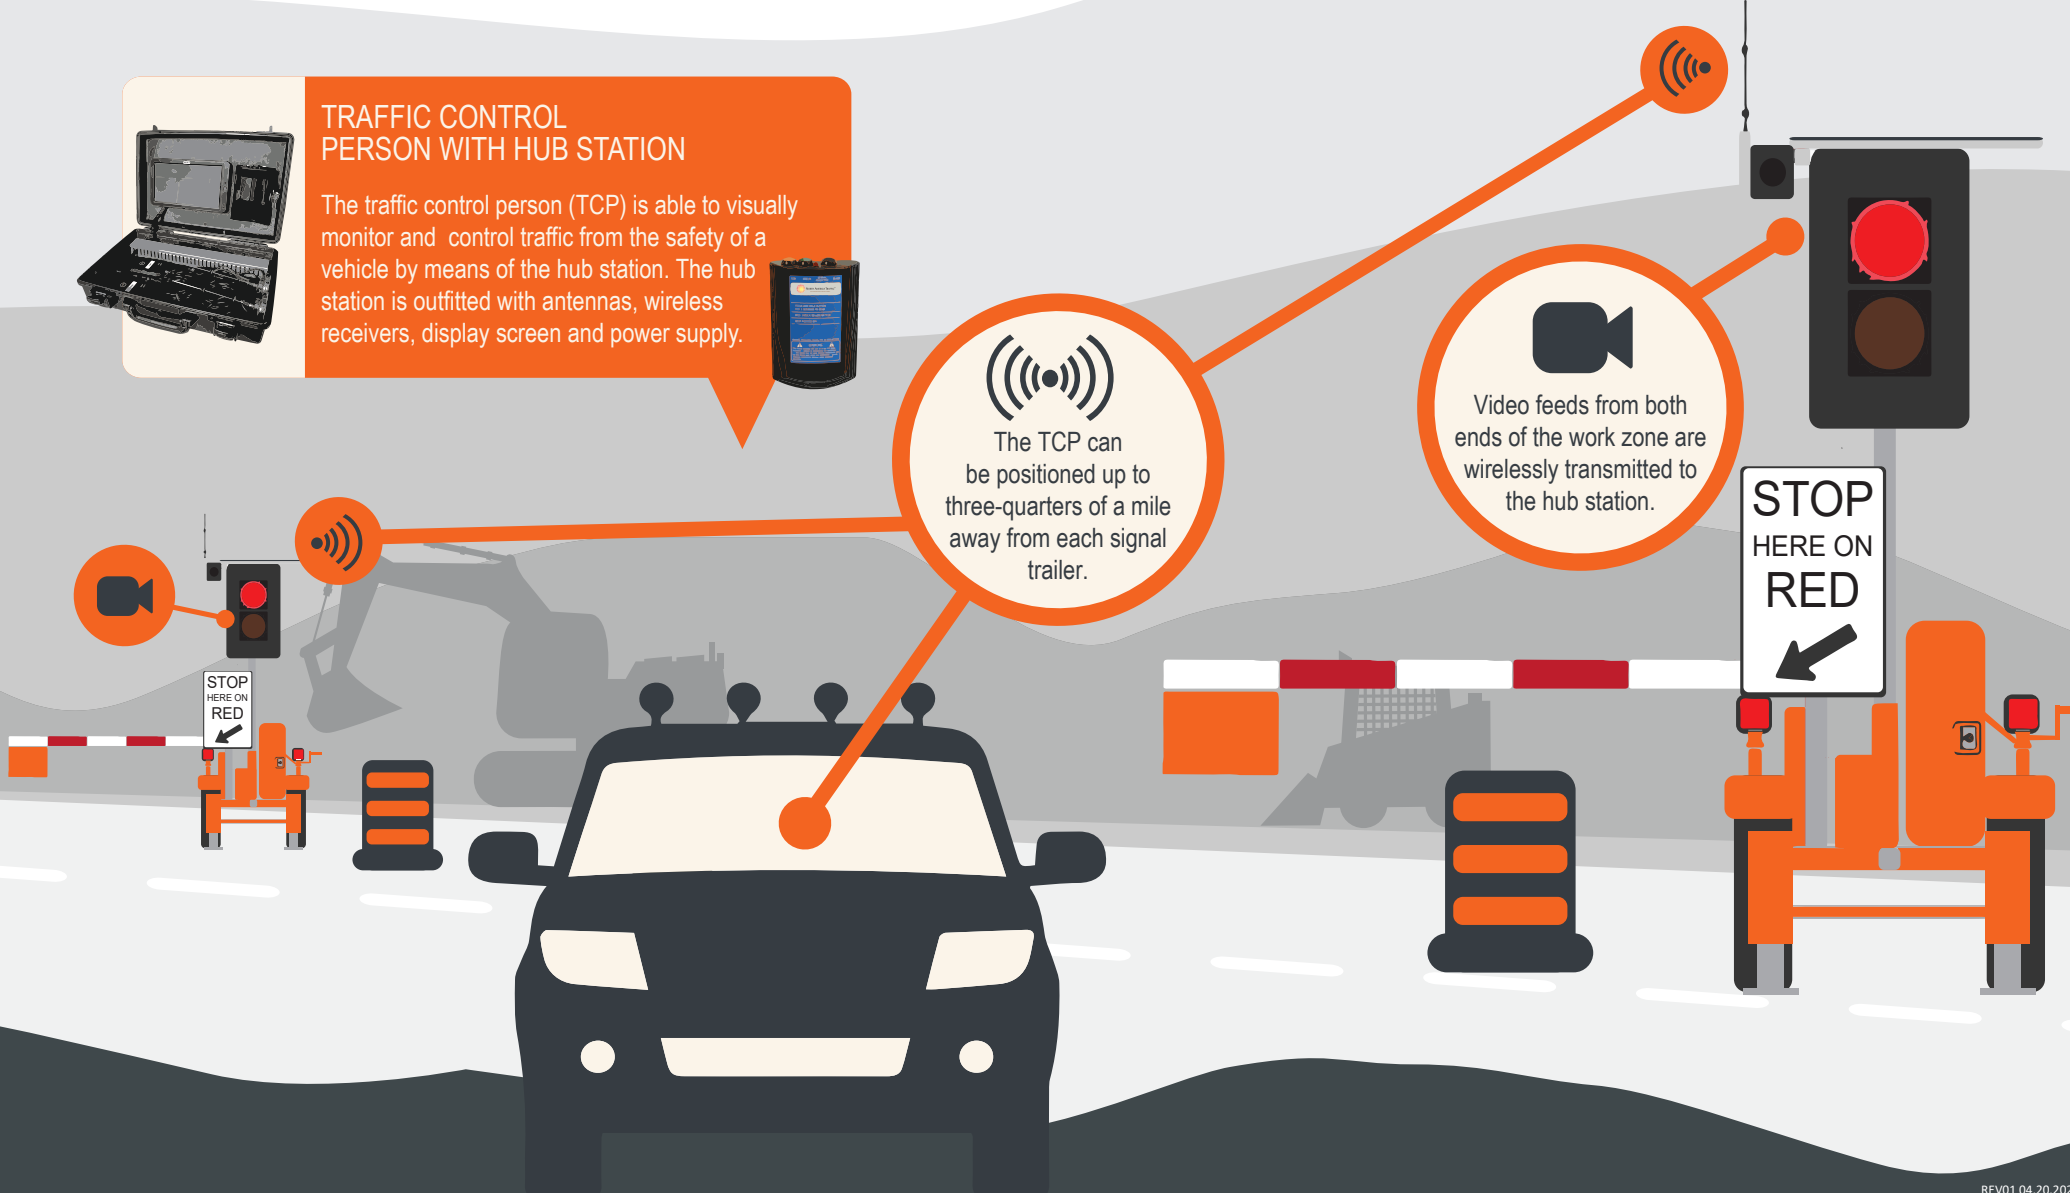 TRAFFIC CONTROL
PERSON WITH HUB STATION
The traffic control person (TCP) is able to visually
monitor and control traffic from the safety of a
vehicle by means of the hub station. The hub
station is outfitted with antennas, wireless
receivers, display screen and power supply.
The TCP can
be positioned up to
three-quarters of a mile
away from each signal
trailer.
Video feeds from both
ends of the work zone are
wirelessly transmitted to
the hub station.
STOP
HERE ON
RED
STOP
HERE ON
RED
REV01 04.20.202